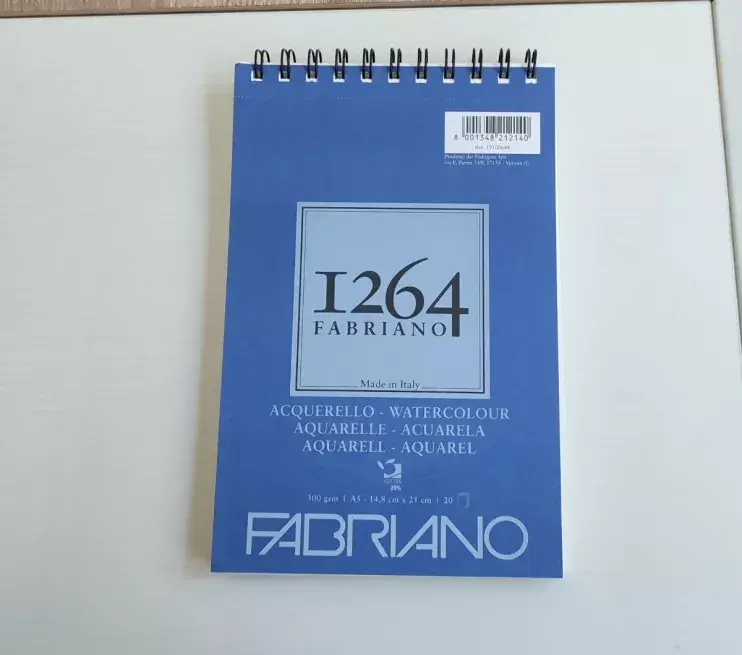 8 001348 212140
Made in Italy
1264
FABRIANO
ACQUERELLO - WATERCOLOUR
AQUARELLE - ACUARELA
AQUARELL - AQUAREL
300 gsm | A5 - 14,8 cm x 21 cm | 20
FABRIANO